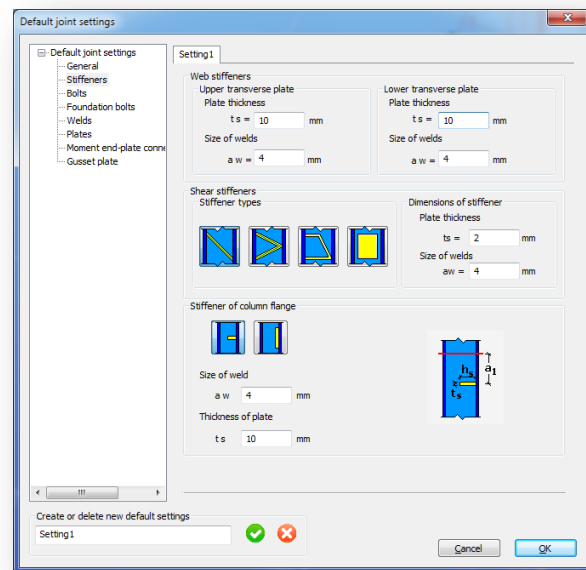 Default joint settings
Default joint settings
General
Stiffeners
Bolts
Foundation bolts
Welds
Plates
Moment end-plate conne
Gusset plate
Setting1
Web stiffeners
Upper transverse plate
Plate thickness
t s = 10 mm
Size of welds
a w = 4 mm
Lower transverse plate
Plate thickness
t s = 10 mm
Size of welds
a w = 4 mm
Shear stiffeners
Stiffener types
Dimensions of stiffener
Plate thickness
ts = 2 mm
Size of welds
aw = 4 mm
Stiffener of column flange
Size of weld
a w 4 mm
Thickness of plate
t s 10 mm
hs
a1
ts
Create or delete new default settings
Setting1
Cancel
OK